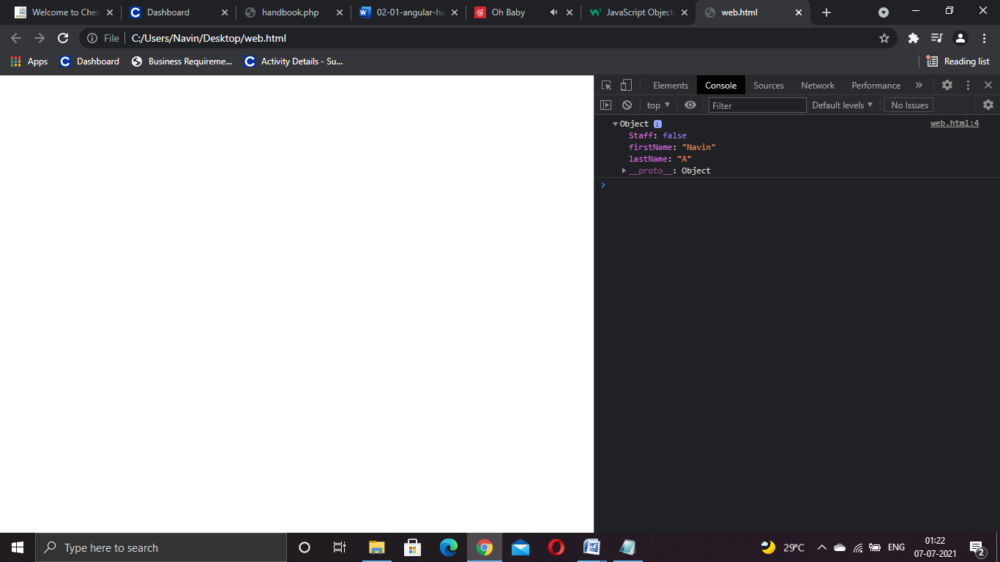 Welcome to Chen
Dashboard
handbook.php
02-01-angular-ha
Oh Baby
JavaScript Objects
web.html
File
C:/Users/Navin/Desktop/web.html
Apps
Dashboard
Business Requireme...
Activity Details - Su...
Reading list
Elements
Console
Sources
Network
Performance
top
Filter
Default levels
No Issues
Object i
web.html:4
Staff: false
firstName: "Navin"
lastName: "A"
__proto__: Object
Type here to search
29°C
ENG
01:22
07-07-2021
2